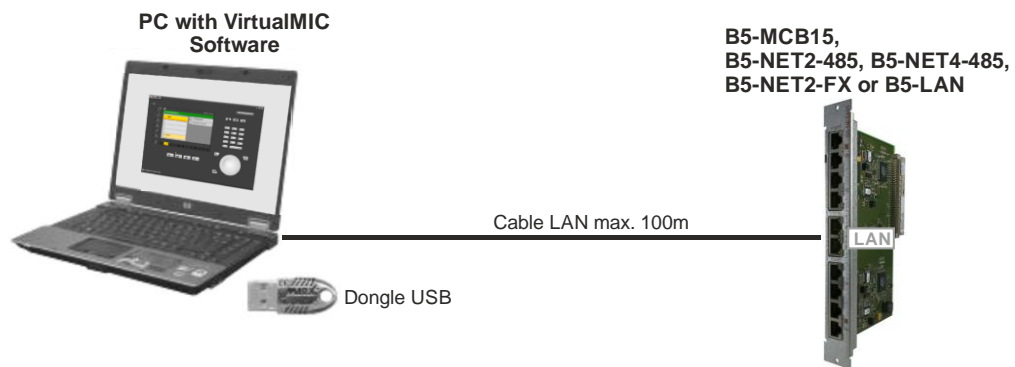 PC with VirtualMIC
Software
B5-MCB15,
B5-NET2-485, B5-NET4-485,
B5-NET2-FX or B5-LAN
Cable LAN max. 100m
LAN
Dongle USB